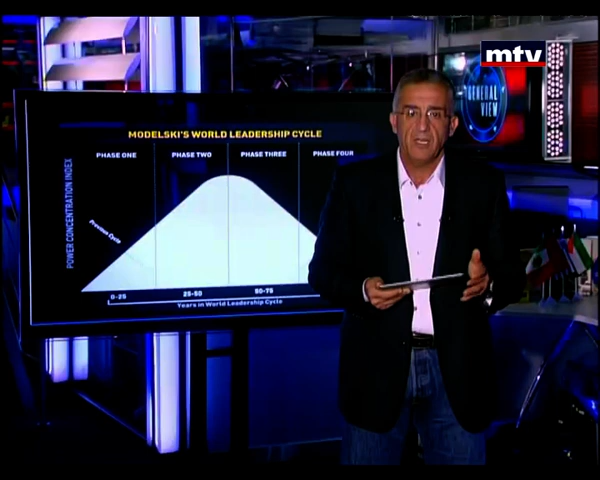 mtv
GENERAL
VIEW
MODELSKI'S WORLD LEADERSHIP CYCLE
PHASE ONE
PHASE TWO
PHASE THREE
PHASE FOUR
POWER CONCENTRATION INDEX
Previous Cycle
0-25
25-50
50-75
Years in World Leadership Cycle